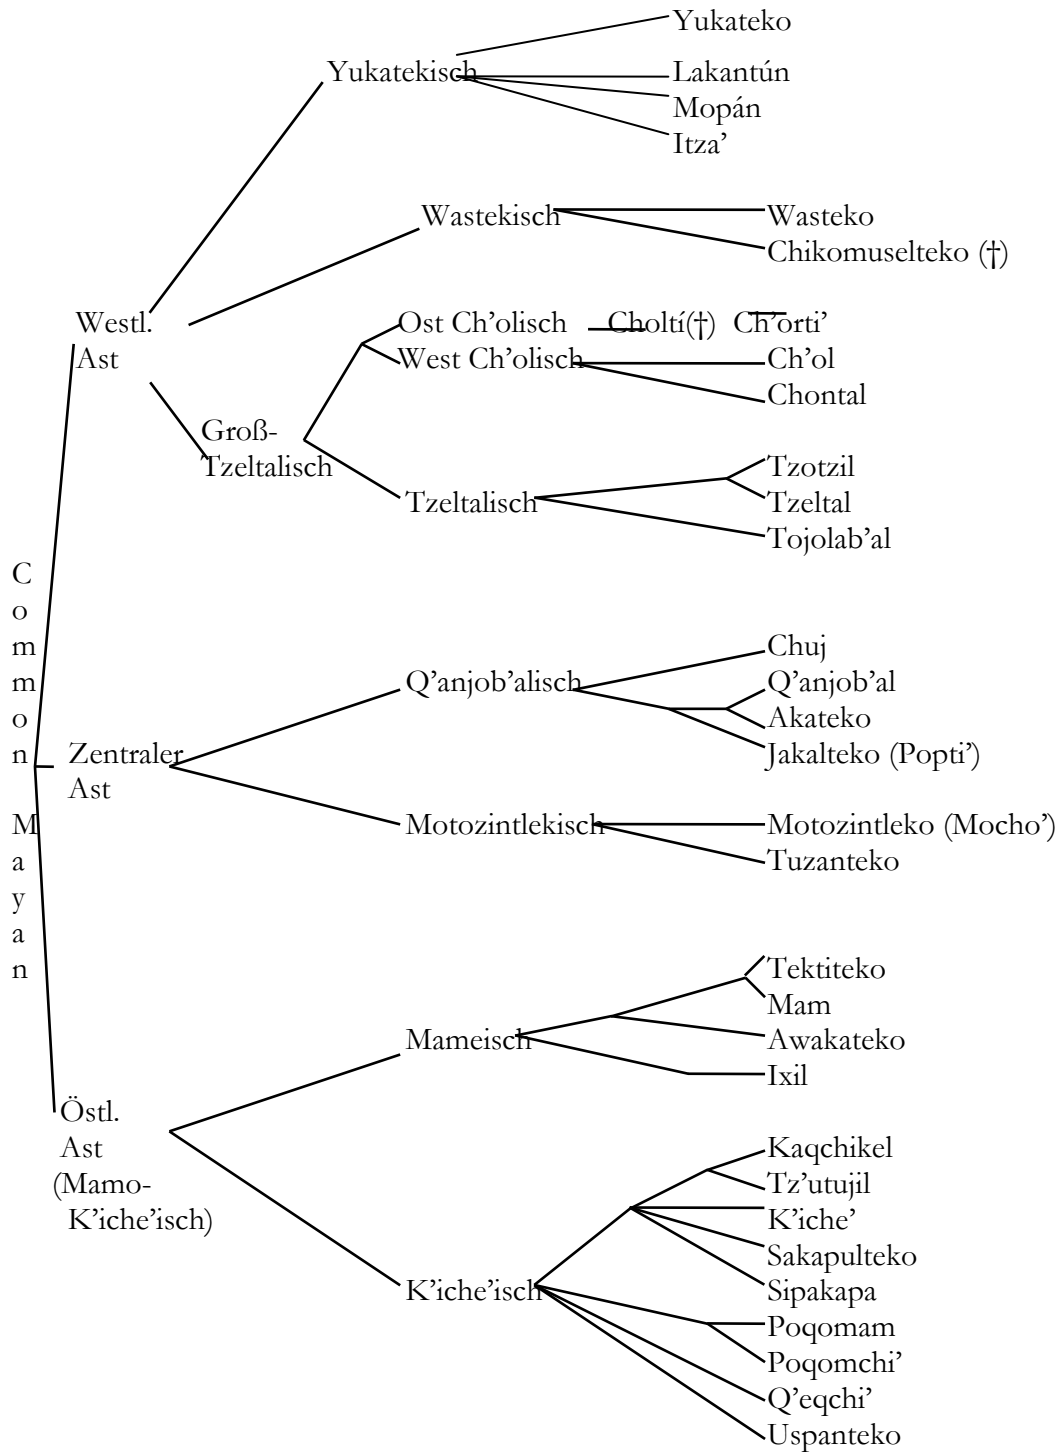 Yukateko
Yukatekisch
Lakantún
Mopán
Itza’
Wastekisch
Wasteko
Chikomuselteko (†)
Westl.
Ast
Ost Ch’olisch Choltí(†) Ch’orti’
West Ch’olisch
Ch’ol
Chontal
Groß-
Tzeltalisch
Tzeltalisch
Tzotzil
Tzeltal
Tojolab’al
Common Mayan
Zentraler
Ast
Q’anjob’alisch
Chuj
Q’anjob’al
Akateko
Jakalteko (Popti’)
Motozintlekisch
Motozintleko (Mocho’)
Tuzanteko
Östl.
Ast
(Mamo-
K’iche’isch)
Mameisch
Tektiteko
Mam
Awakateko
Ixil
K’iche’isch
Kaqchikel
Tz’utujil
K’iche’
Sakapulteko
Sipakapa
Poqomam
Poqomchi’
Q’eqchi’
Uspanteko